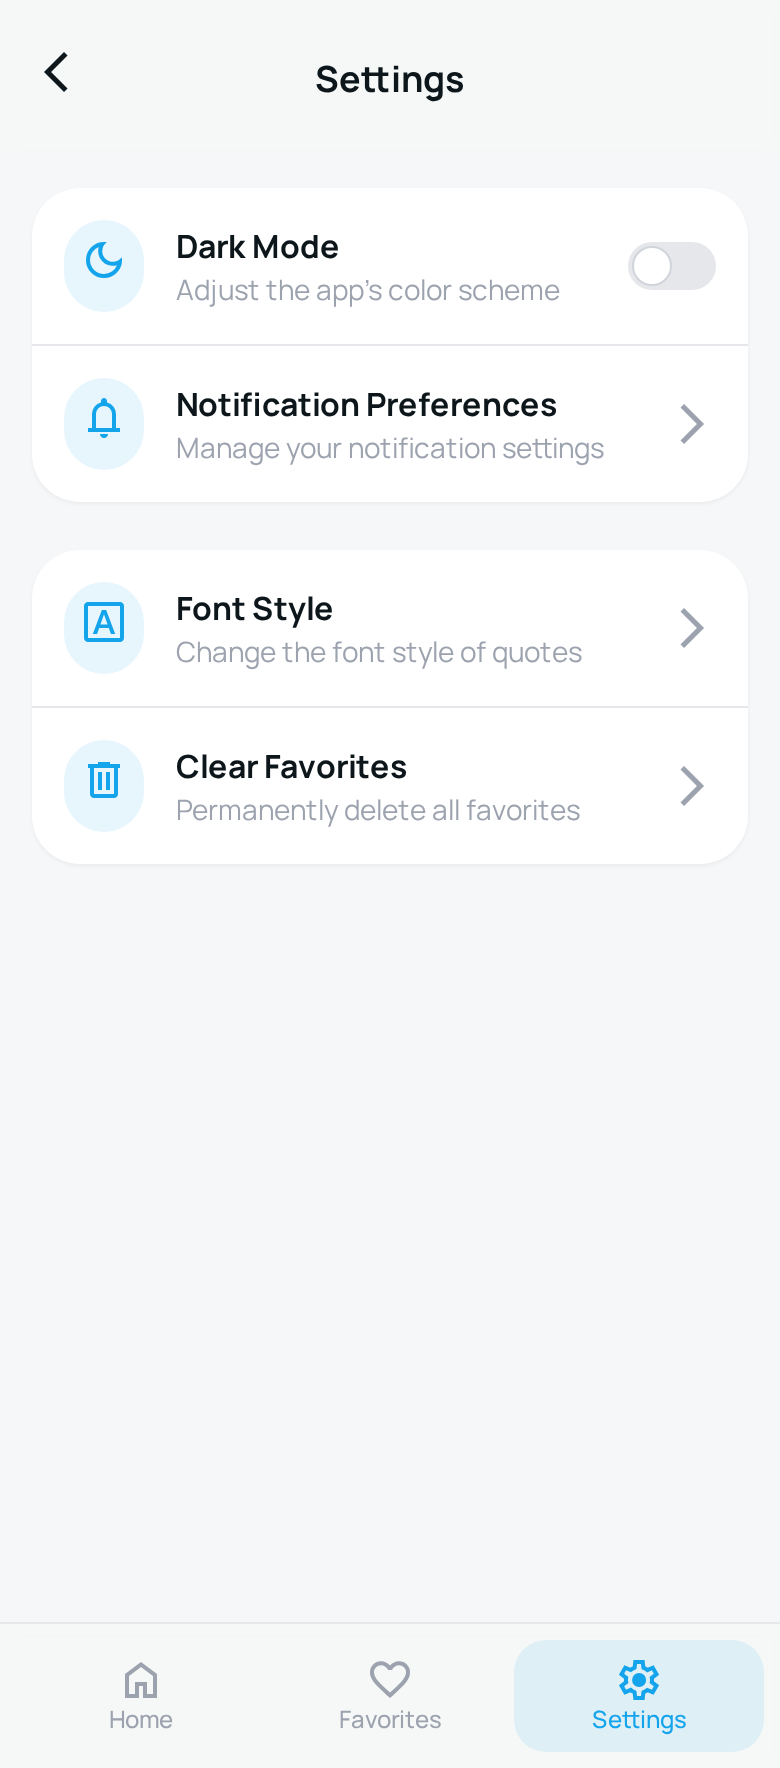 Settings
Dark Mode
Adjust the app's color scheme
Notification Preferences
Manage your notification settings
Font Style
Change the font style of quotes
Clear Favorites
Permanently delete all favorites
Home
Favorites
Settings